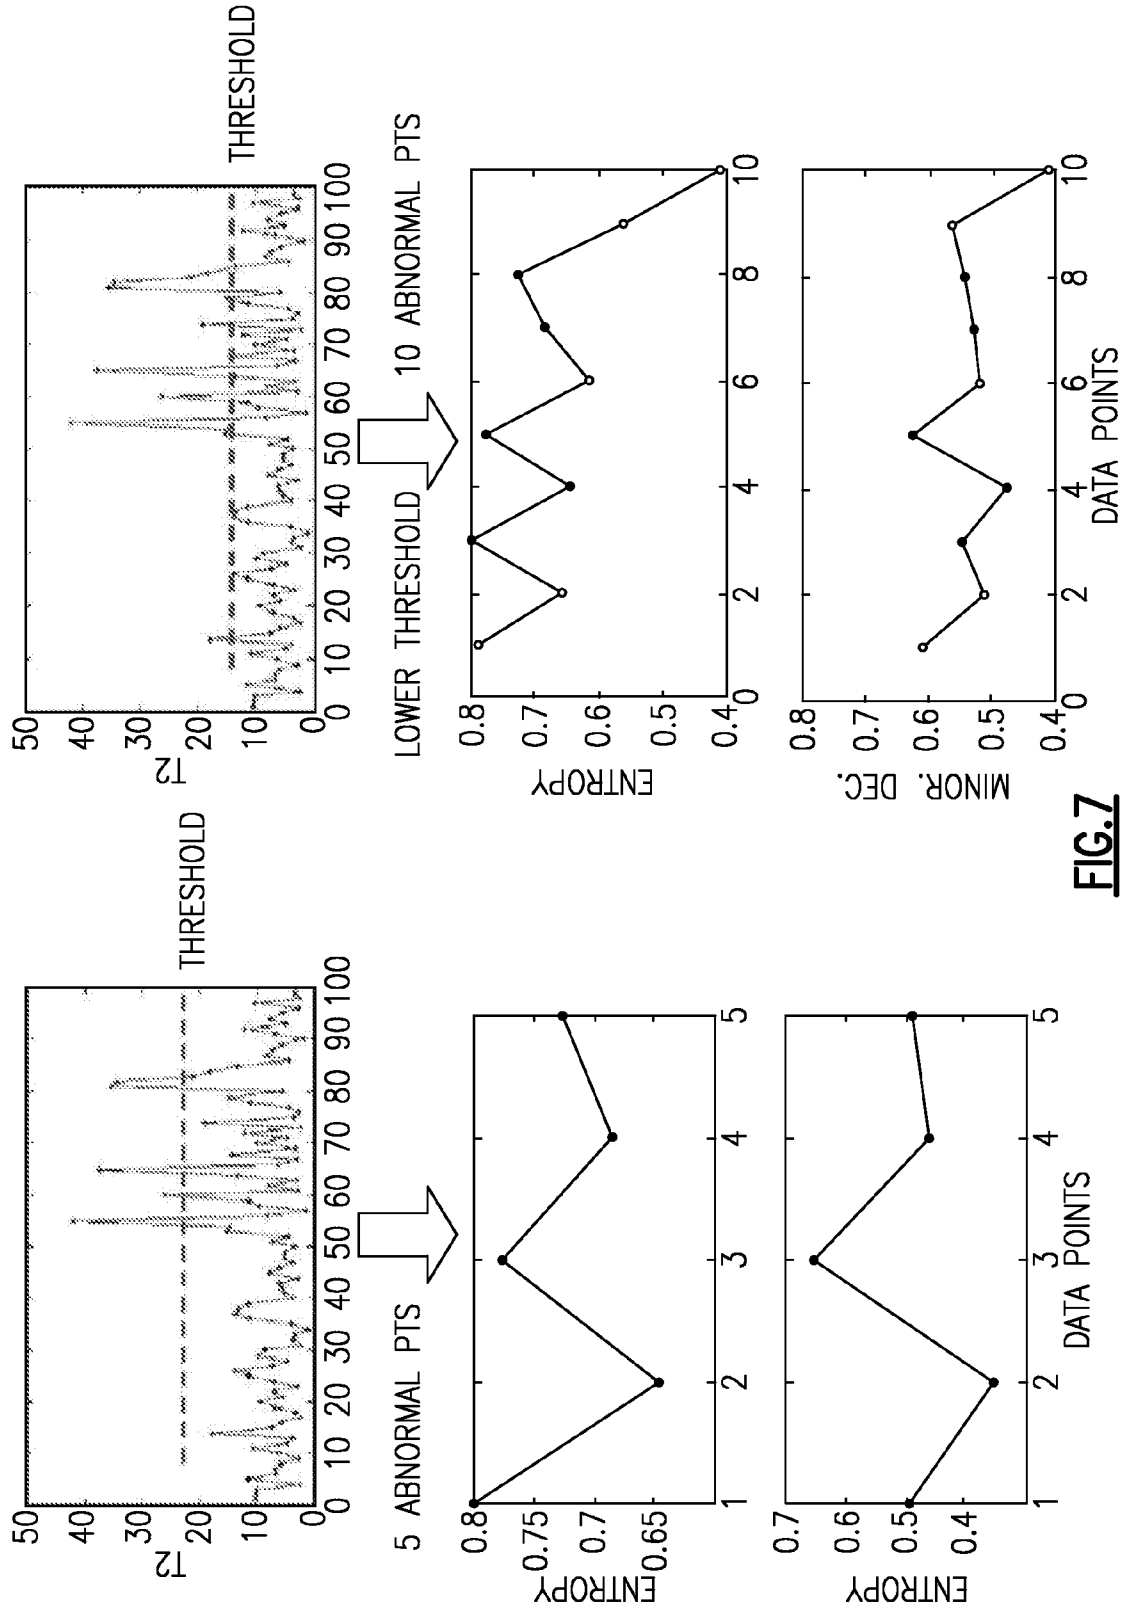 50
40
30
20
10
0
T2
0 10 20 30 40 50 60 70 80 90 100
THRESHOLD
5 ABNORMAL PTS
0.8
0.75
0.7
0.65
ENTROPY
1 2 3 4 5
0.7
0.6
0.5
0.4
ENTROPY
1 2 3 4 5
DATA POINTS
50
40
30
20
10
0
T2
0 10 20 30 40 50 60 70 80 90 100
THRESHOLD
LOWER THRESHOLD 10 ABNORMAL PTS
0.8
0.7
0.6
0.5
0.4
ENTROPY
0 2 4 6 8 10
0.8
0.7
0.6
0.5
0.4
MINOR. DEC.
0 2 4 6 8 10
DATA POINTS
FIG.7